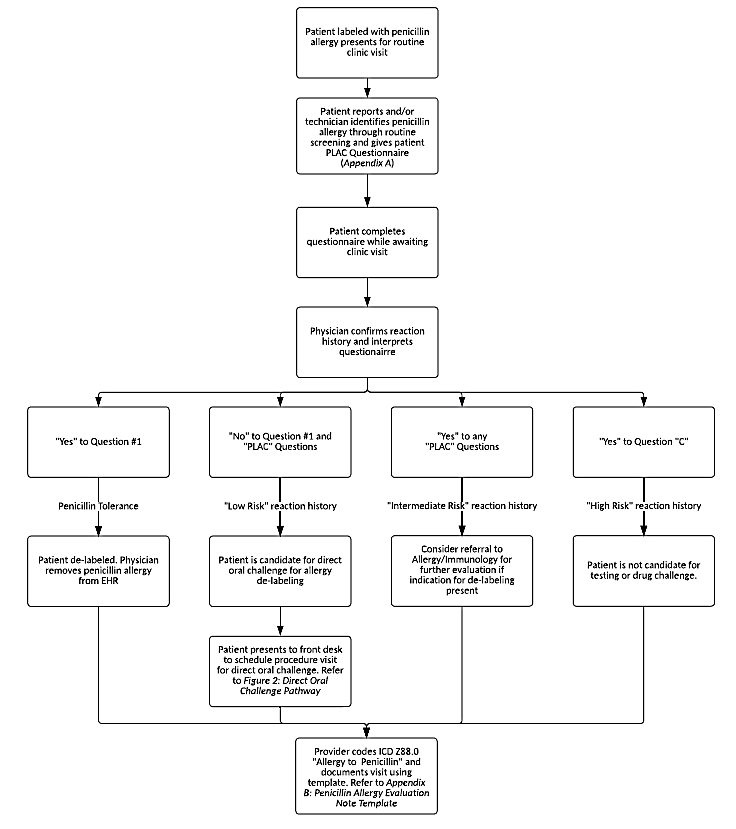 Patient labeled with penicillin
allergy presents for routine
clinic visit
Patient reports and/or
technician identifies penicillin
allergy through routine
screening and gives patient
PLAC Questionnaire
(Appendix A)
Patient completes
questionnaire while awaiting
clinic visit
Physician confirms reaction
history and interprets
questionairre
"Yes" to Question #1
"No" to Question #1 and
"PLAC" Questions
"Yes" to any
"PLAC" Questions
"Yes" to Question "C"
Penicillin Tolerance
"Low Risk" reaction history
"Intermediate Risk" reaction history
"High Risk" reaction history
Patient de-labeled. Physician
removes penicillin allergy
from EHR
Patient is candidate for direct
oral challenge for allergy
de-labeling
Consider referral to
Allergy/Immunology for
further evaluation if
indication for de-labeling
present
Patient is not candidate for
testing or drug challenge.
Patient presents to front desk
to schedule procedure visit
for direct oral challenge. Refer
to Figure 2: Direct Oral
Challenge Pathway
Provider codes ICD Z88.0
"Allergy to Penicillin" and
documents visit using
template. Refer to Appendix
B: Penicillin Allergy Evaluation
Note Template